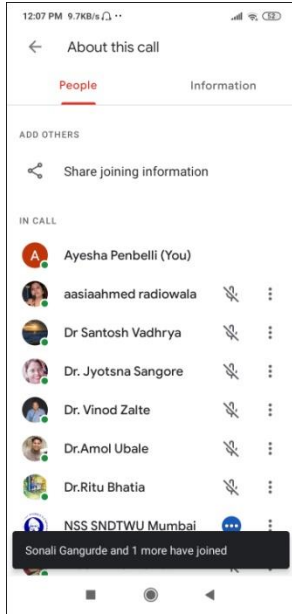 12:07 PM 9.7KB/s
52
About this call
People Information
ADD OTHERS
Share joining information
IN CALL
A Ayesha Penbelli (You)
aasiaahmed radiowala
Dr Santosh Vadhrya
Dr. Jyotsna Sangore
Dr. Vinod Zalte
Dr.Amol Ubale
Dr.Ritu Bhatia
NSS SNDTWU Mumbai
Sonali Gangurde and 1 more have joined